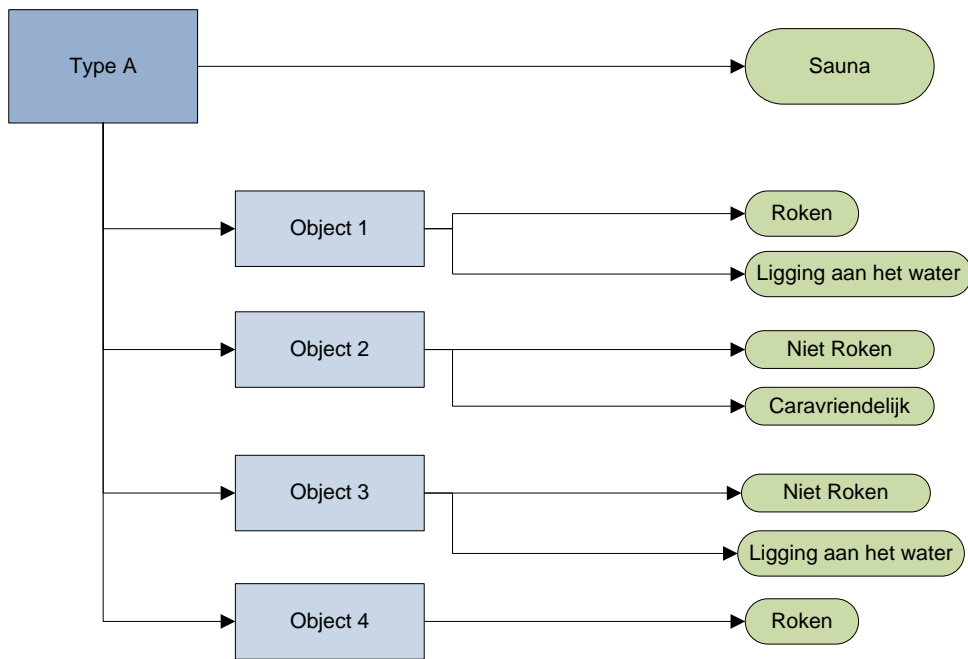 Type A
Sauna
Object 1
Roken
Ligging aan het water
Object 2
Niet Roken
Caravriendelijk
Object 3
Niet Roken
Ligging aan het water
Object 4
Roken